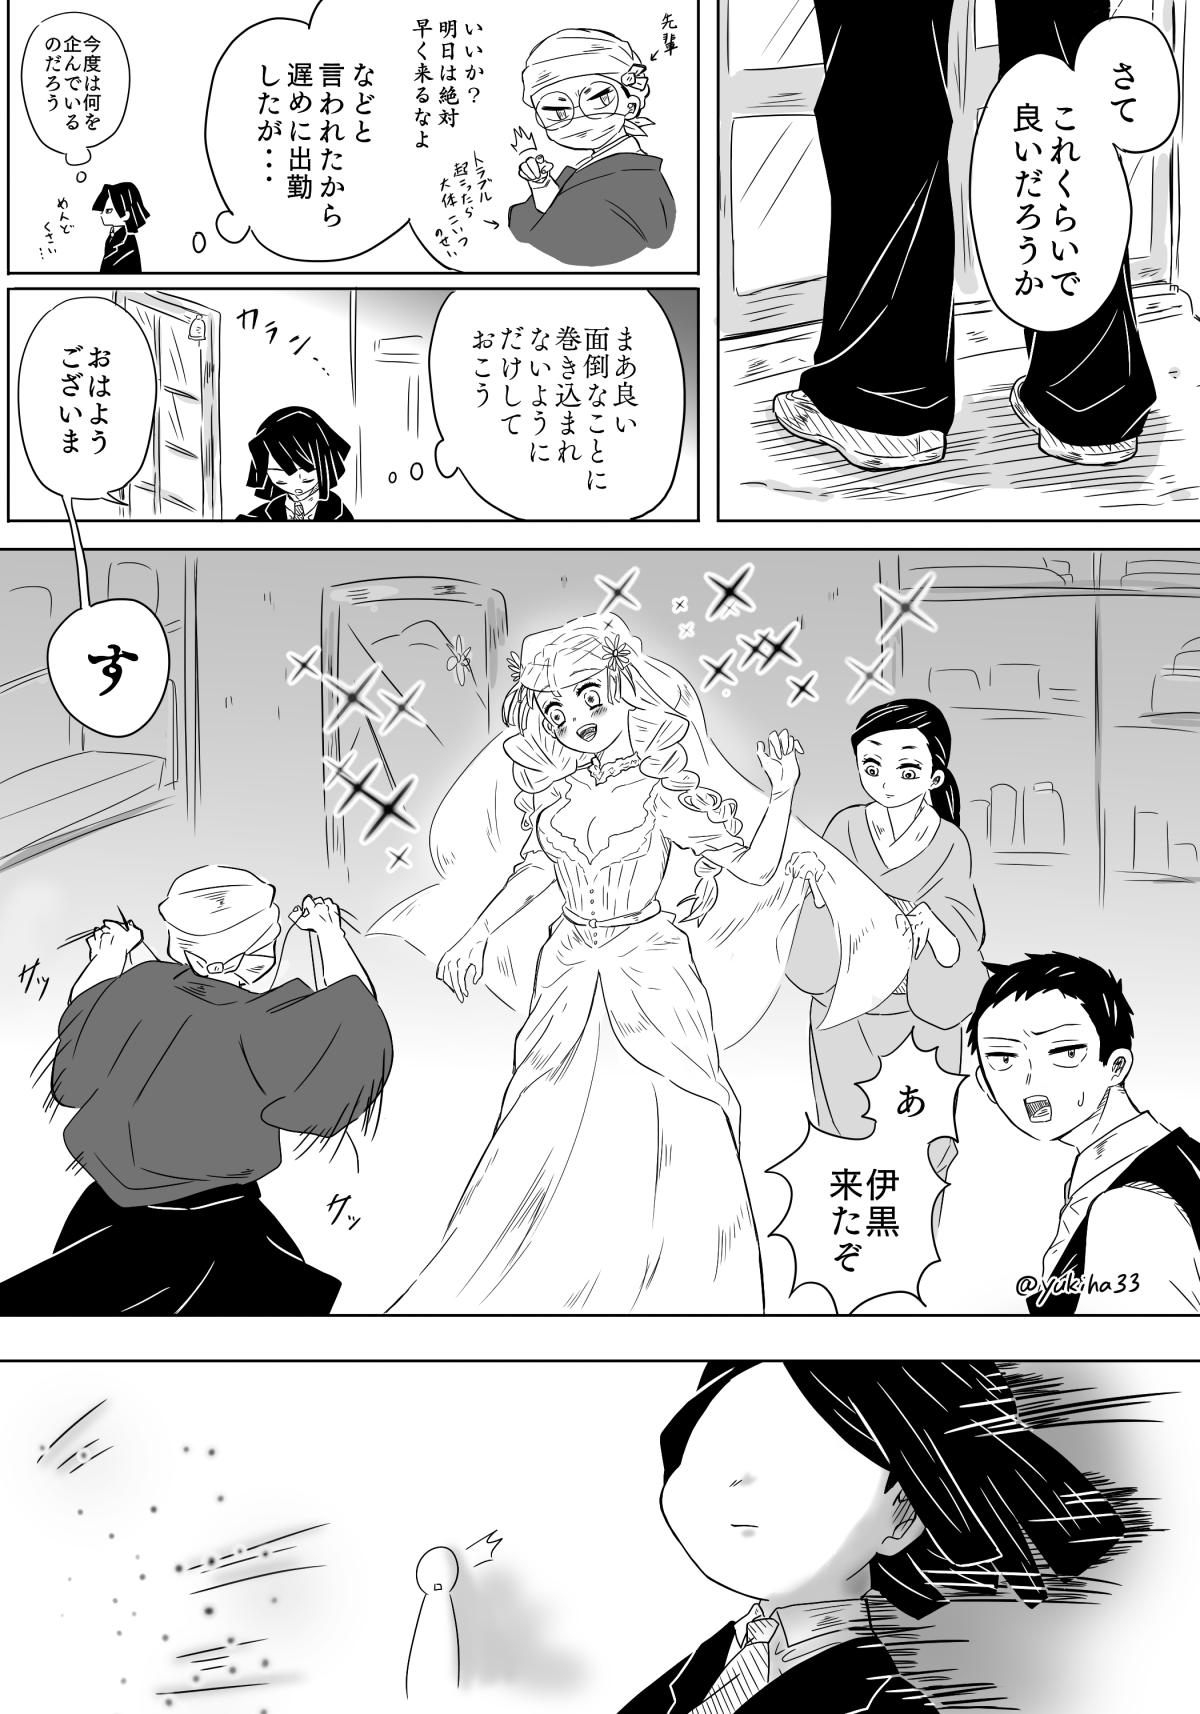 さて
これくらいで
良いだろうか
先輩
いいか?
明日は絶対
早く来るなよ
トラブル
起こったら
大体こいつ
のせい
などと
言われたから
遅めに出勤
したが・・・
今度は何を
企んでいる
のだろう
めんど
くさい…
まあ良い
面倒なことに
巻き込まれ
ないように
だけして
おこう
カラン…
おはよう
ございま
す
サッ
ケッ
あ
伊黒
来たぞ
@yukiha33